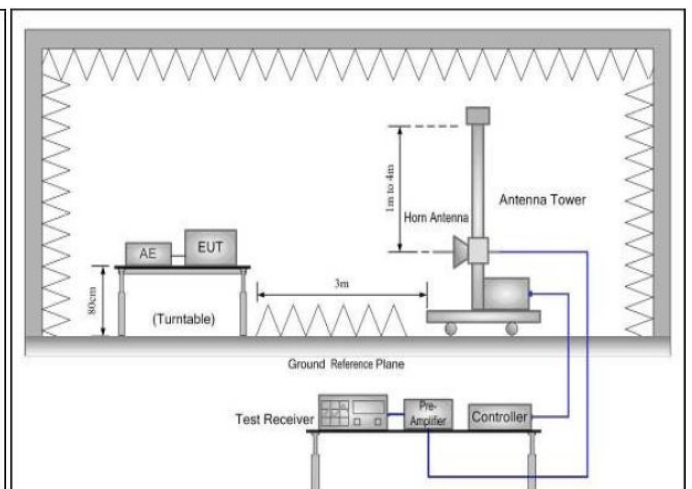 1m to 4m
Horn Antenna
Antenna Tower
AE
EUT
80cm
3m
(Turntable)
Ground Reference Plane
Test Receiver
Pre-
Amplifier
Controller